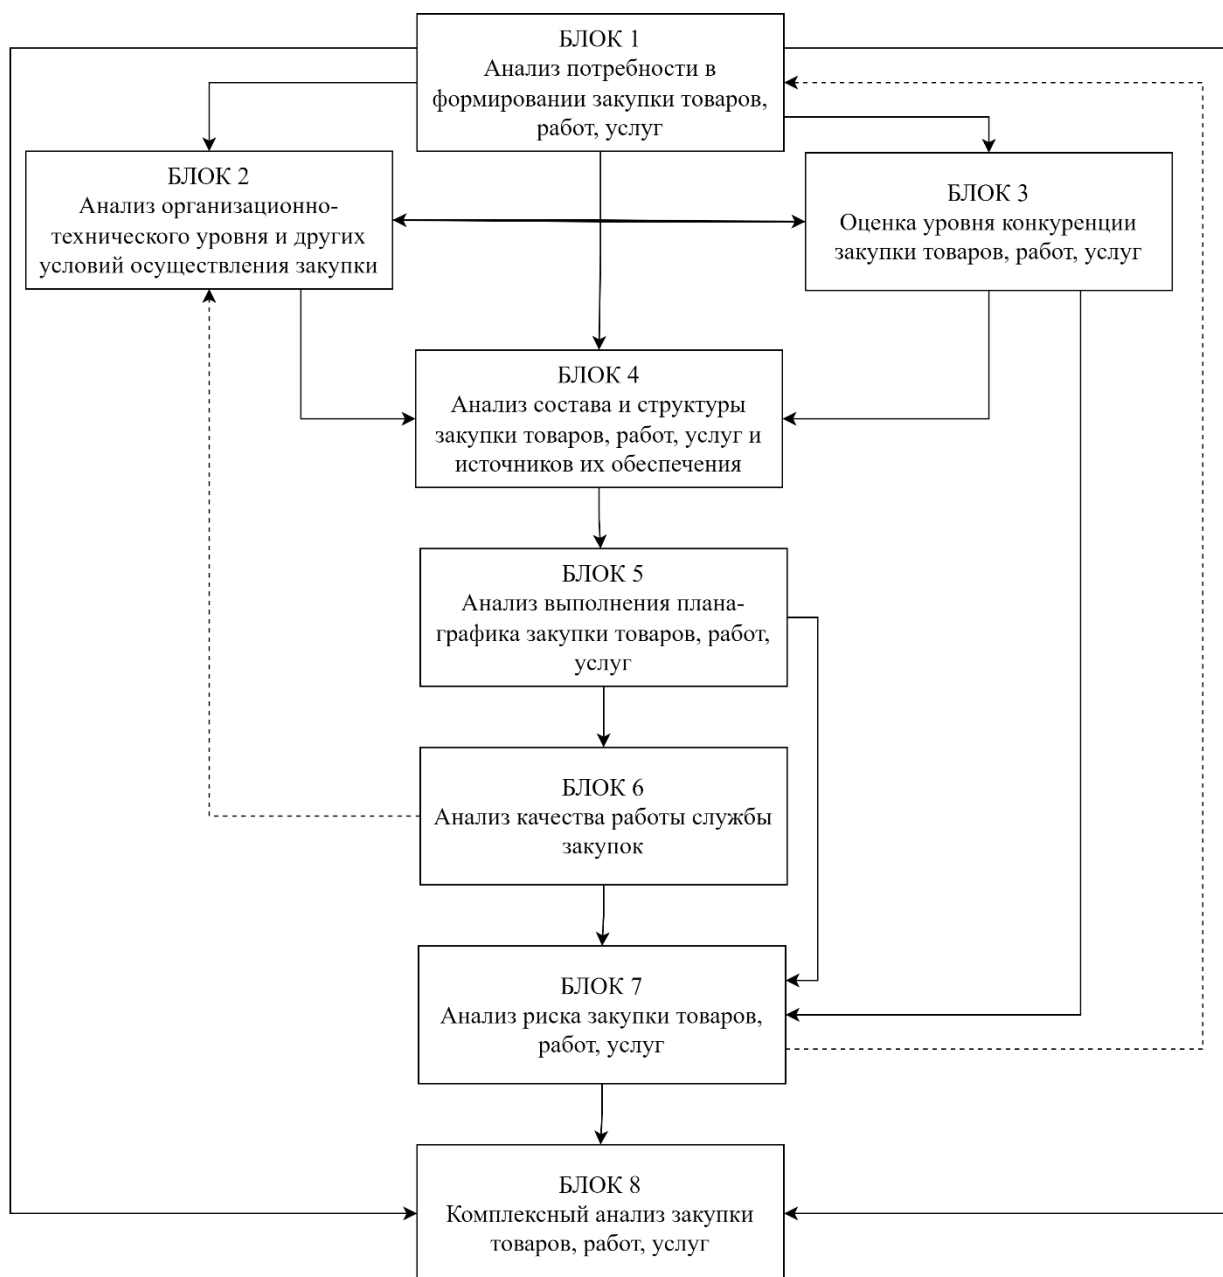 БЛОК 1
Анализ потребности в
формировании закупки товаров,
работ, услуг
БЛОК 2
Анализ организационно-
технического уровня и других
условий осуществления закупки
БЛОК 3
Оценка уровня конкуренции
закупки товаров, работ, услуг
БЛОК 4
Анализ состава и структуры
закупки товаров, работ, услуг и
источников их обеспечения
БЛОК 5
Анализ выполнения плана-
графика закупки товаров, работ,
услуг
БЛОК 6
Анализ качества работы службы
закупок
БЛОК 7
Анализ риска закупки товаров,
работ, услуг
БЛОК 8
Комплексный анализ закупки
товаров, работ, услуг